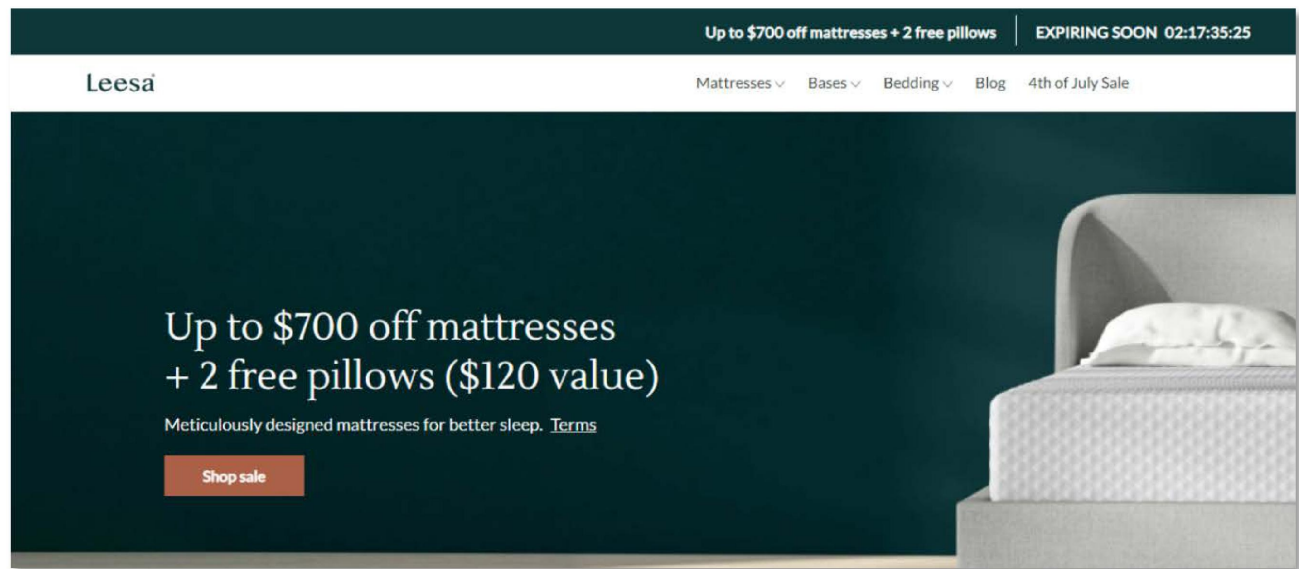 Up to $700 off mattresses + 2 free pillows EXPIRING SOON 02:17:35:25
Leesa Mattresses Bases Bedding Blog 4th of July Sale
Up to $700 off mattresses
+ 2 free pillows ($120 value)
Meticulously designed mattresses for better sleep. Terms
Shop sale